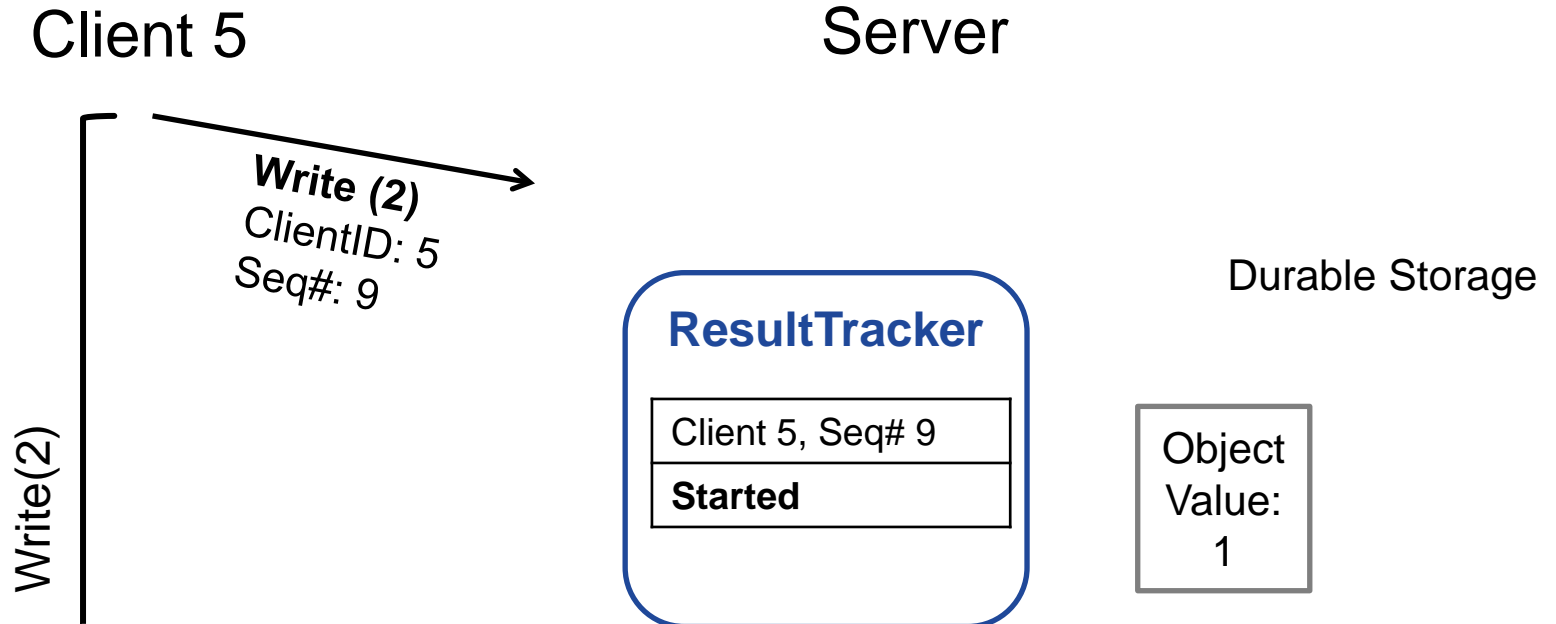 Client 5
Server
Write (2)
ClientID: 5
Seq#: 9
Durable Storage
ResultTracker
Client 5, Seq# 9
Started
Object
Value:
1
Write(2)